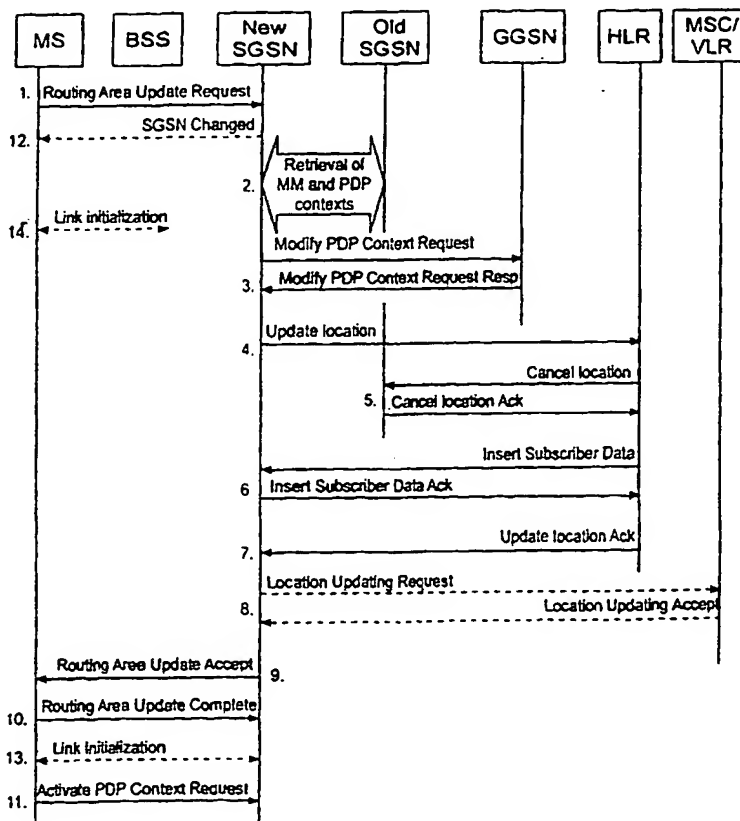 MS
BSS
New
SGSN
Old
SGSN
GGSN
HLR
MSC/
VLR
1. Routing Area Update Request
12. SGSN Changed
2. Retrieval of
MM and PDP
contexts
14. Link initialization
Modify PDP Context Request
3. Modify PDP Context Request Resp
4. Update location
Cancel location
5. Cancel location Ack
Insert Subscriber Data
6 Insert Subscriber Data Ack
7. Update location Ack
Location Updating Request
8. Location Updating Accept
Routing Area Update Accept 9.
10. Routing Area Update Complete
13. Link Initialization
11. Activate PDP Context Request